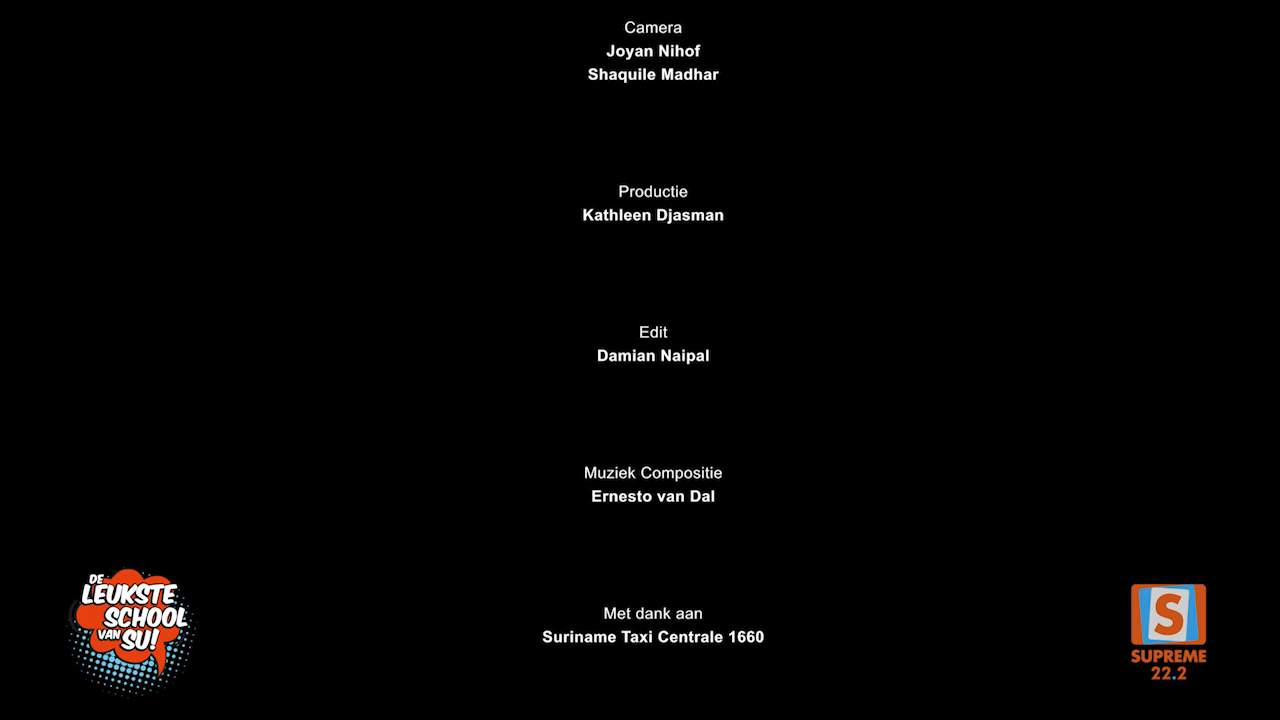 Camera
Joyan Nihof
Shaquile Madhar
Productie
Kathleen Djasman
Edit
Damian Naipal
Muziek Compositie
Ernesto van Dal
Met dank aan
Suriname Taxi Centrale 1660
DE
LEUKSTE
SCHOOL
VAN SU!
S
SUPREME
22.2